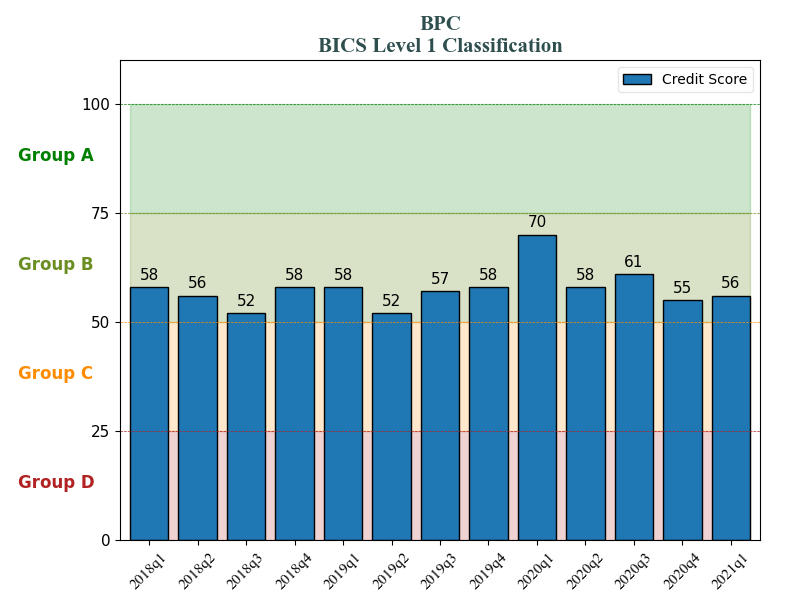 BPC
BICS Level 1 Classification
Credit Score
100
Group A
75
70
Group B
58
56
52
58
58
52
57
58
58
61
55
56
50
Group C
25
Group D
0
2018q1
2018q2
2018q3
2018q4
2019q1
2019q2
2019q3
2019q4
2020q1
2020q2
2020q3
2020q4
2021q1